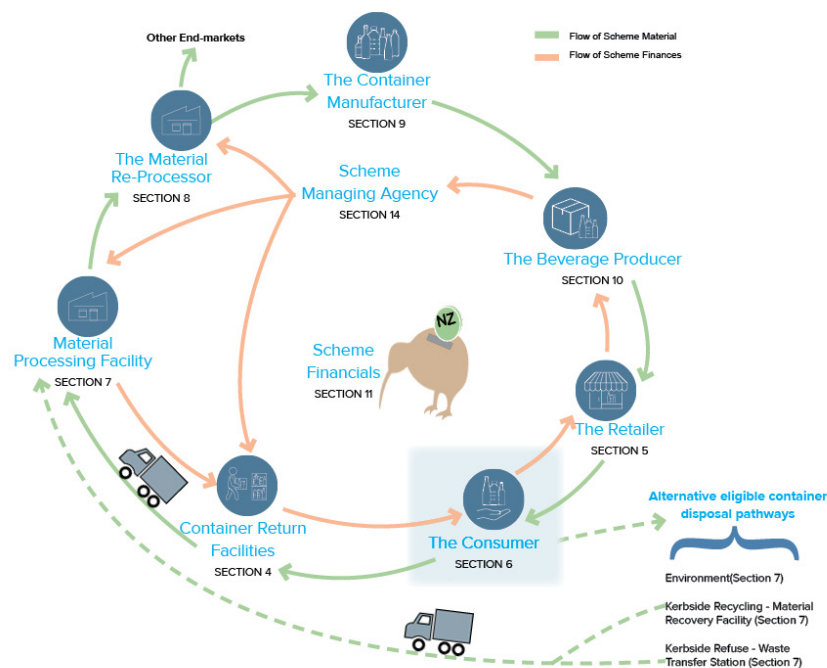 Other End-markets
Flow of Scheme Material
Flow of Scheme Finances
The Container
Manufacturer
SECTION 9
The Material
Re-Processor
SECTION 8
Scheme
Managing Agency
SECTION 14
The Beverage Producer
SECTION 10
NZ
Material
Processing Facility
SECTION 7
Scheme
Financials
SECTION 11
The Retailer
SECTION 5
Container Return
Facilities
SECTION 4
The Consumer
SECTION 6
Alternative eligible container
disposal pathways
Environment(Section 7)
Kerbside Recycling - Material
Recovery Facility (Section 7)
Kerbside Refuse - Waste
Transfer Station (Section 7)